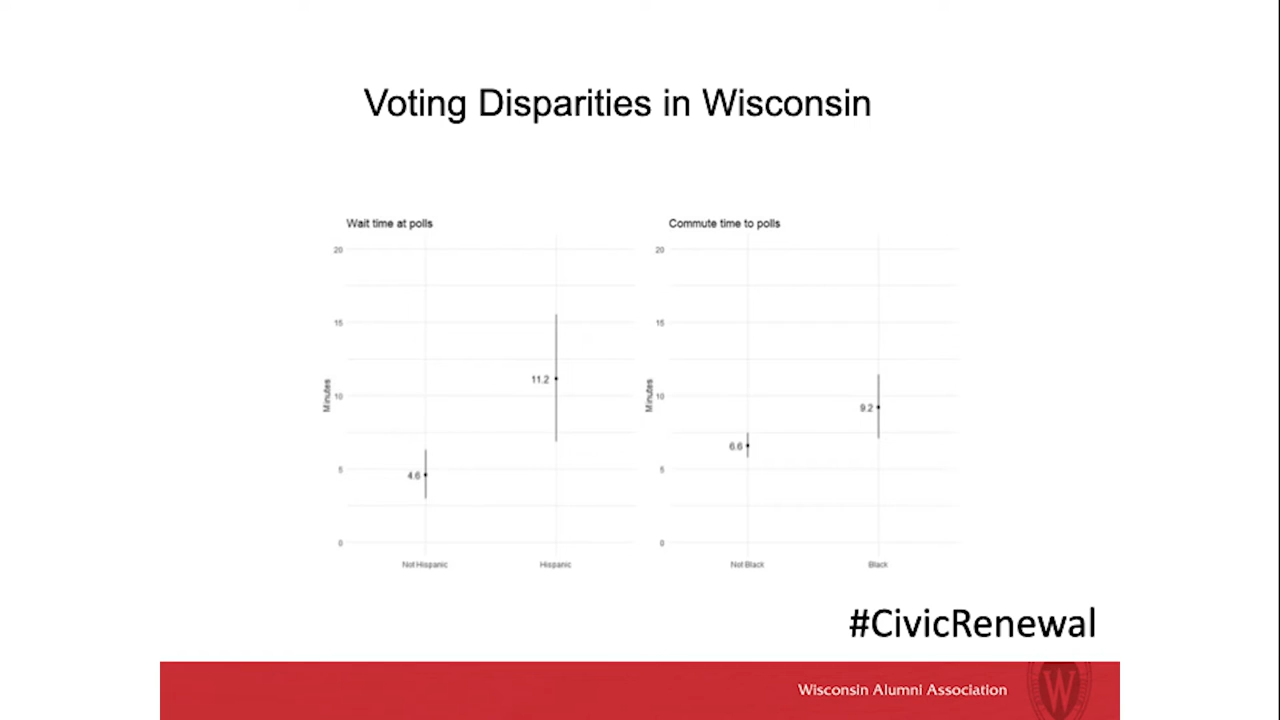 Voting Disparities in Wisconsin
Wait time at polls
20
15
10
5
0
Minutes
4.6
11.2
Not Hispanic
Hispanic
Commute time to polls
20
15
10
5
0
Minutes
6.6
9.2
Not Black
Black
#CivicRenewal
Wisconsin Alumni Association
W